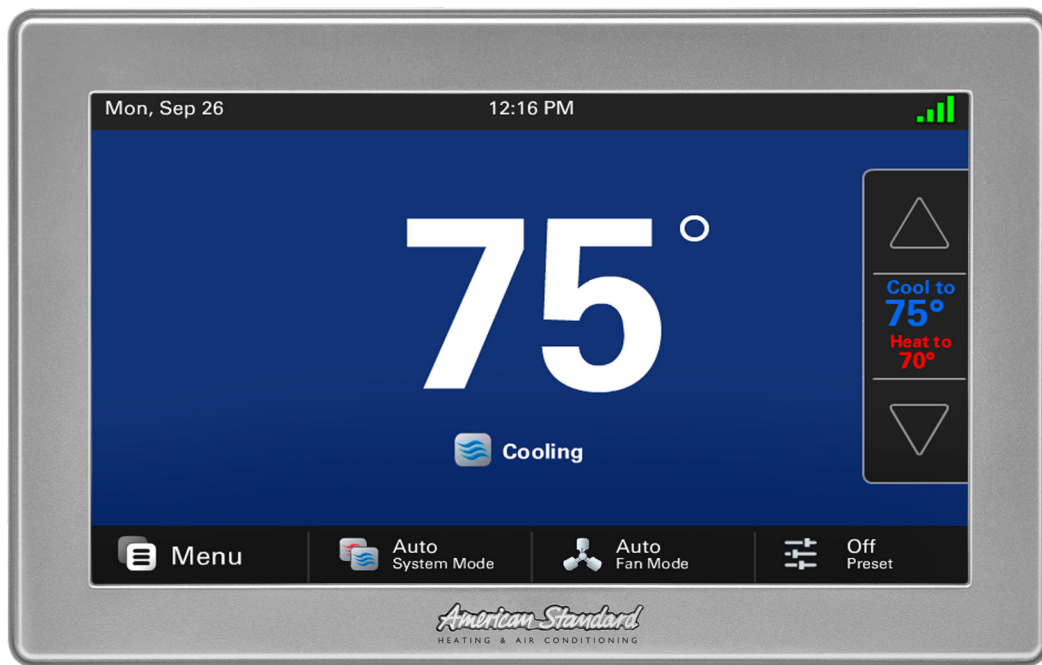 Mon, Sep 26
12:16 PM
75°
Cool to
75°
Heat to
70°
Cooling
Menu
Auto
System Mode
Auto
Fan Mode
Off
Preset
American Standard
HEATING & AIR CONDITIONING